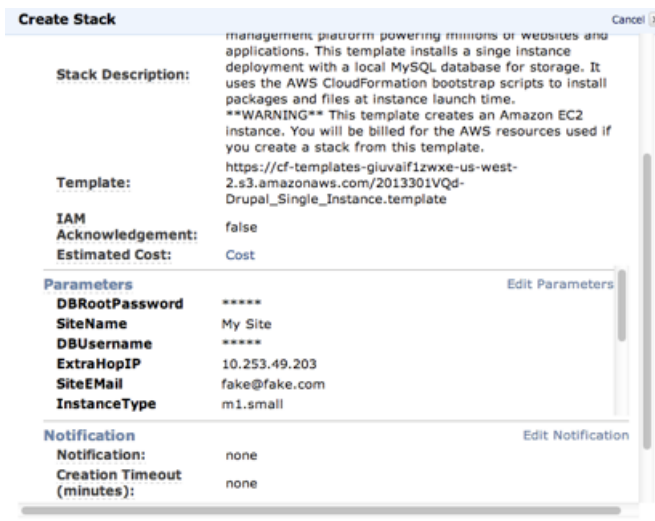 Create Stack Cancel
management platform powering millions of websites and
applications. This template installs a singe instance
Stack Description: deployment with a local MySQL database for storage. It
uses the AWS CloudFormation bootstrap scripts to install
packages and files at instance launch time.
**WARNING** This template creates an Amazon EC2
instance. You will be billed for the AWS resources used if
you create a stack from this template.
https://cf-templates-giuvaif1zwxe-us-west-
Template: 2.s3.amazonaws.com/2013301VQd-
Drupal_Single_Instance.template
IAM
Acknowledgement: false
Estimated Cost: Cost
Parameters Edit Parameters
DBRootPassword *****
SiteName My Site
DBUsername *****
ExtraHopIP 10.253.49.203
SiteEMail fake@fake.com
InstanceType m1.small
Notification Edit Notification
Notification: none
Creation Timeout
(minutes): none